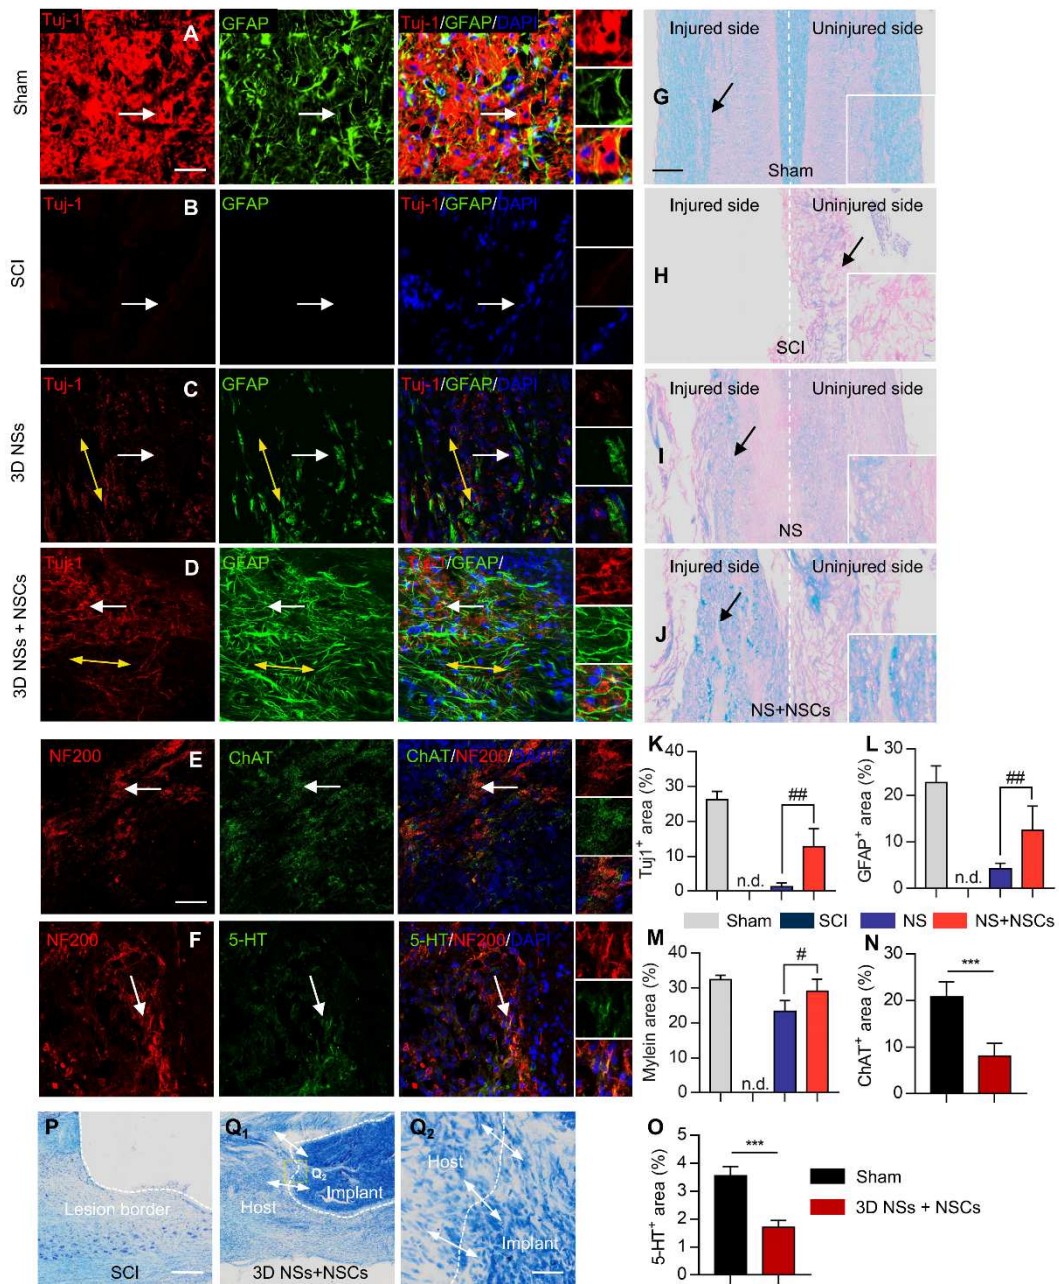 Sham
Tuj-1
A
GFAP
Tuj-1/GFAP/DAPI
SCI
Tuj-1
B
GFAP
Tuj-1/GFAP/DAPI
3D NSs
Tuj-1
C
GFAP
Tuj-1/GFAP/DAPI
3D NSs + NSCs
Tuj-1
D
GFAP
Tuj-1/GFAP/DAPI
NF200
E
ChAT
ChAT/NF200/DAPI
NF200
F
5-HT
5-HT/NF200/DAPI
Injured side
Uninjured side
G
Sham
Injured side
Uninjured side
H
SCI
Injured side
Uninjured side
I
NS
Injured side
Uninjured side
J
NS+NSCs
K
Tuj1+ area (%)
40
30
20
10
0
n.d.
##
L
GFAP+ area (%)
30
20
10
0
n.d.
##
Sham
SCI
NS
NS+NSCs
M
Mylein area (%)
40
30
20
10
0
n.d.
#
N
ChAT+ area (%)
30
20
10
0
***
P
Lesion border
SCI
Q1
Q2
Host
Implant
3D NSs+NSCs
Q2
Host
Implant
O
5-HT+ area (%)
5
4
3
2
1
0
***
Sham
3D NSs + NSCs